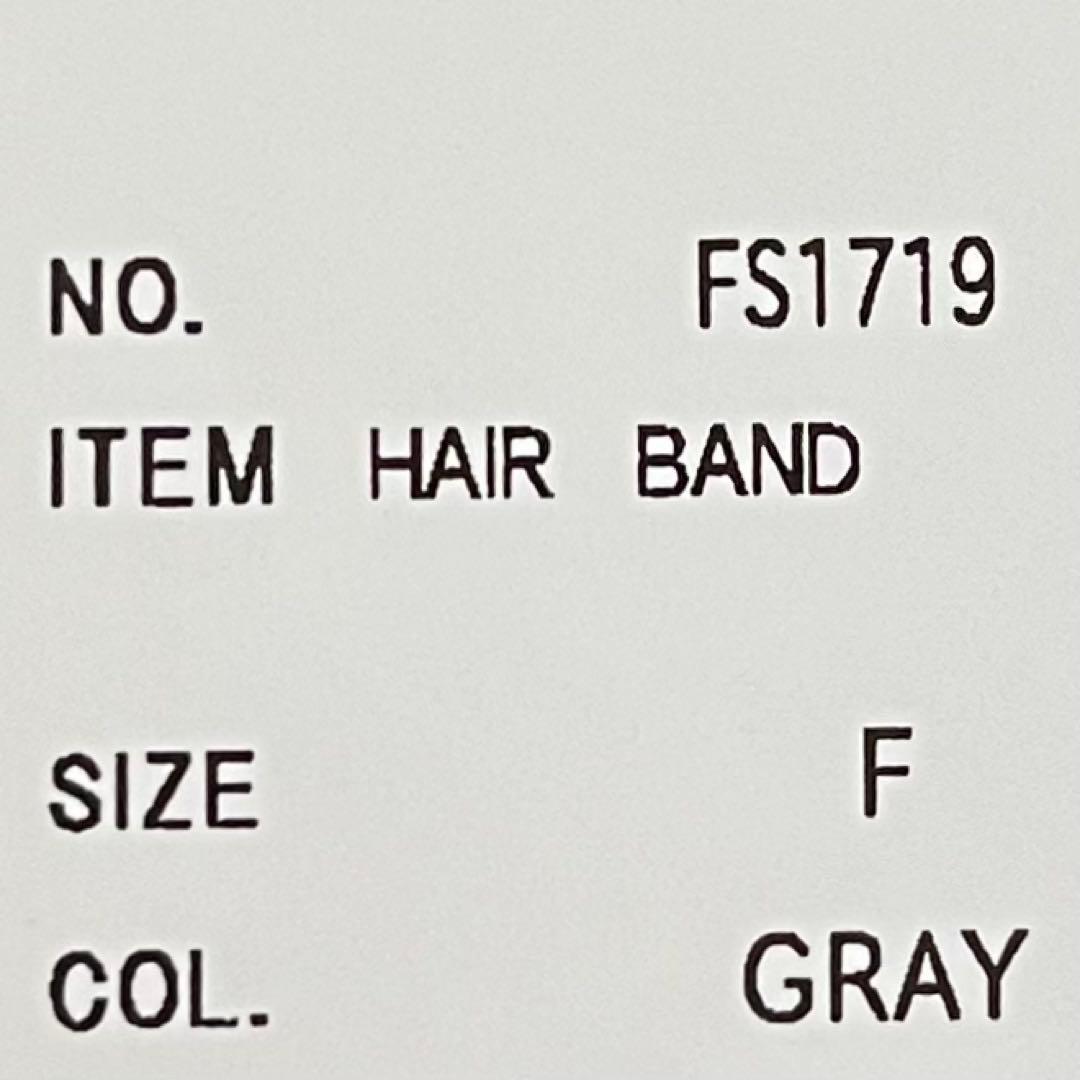 NO. FS1719
ITEM HAIR BAND
SIZE F
COL. GRAY